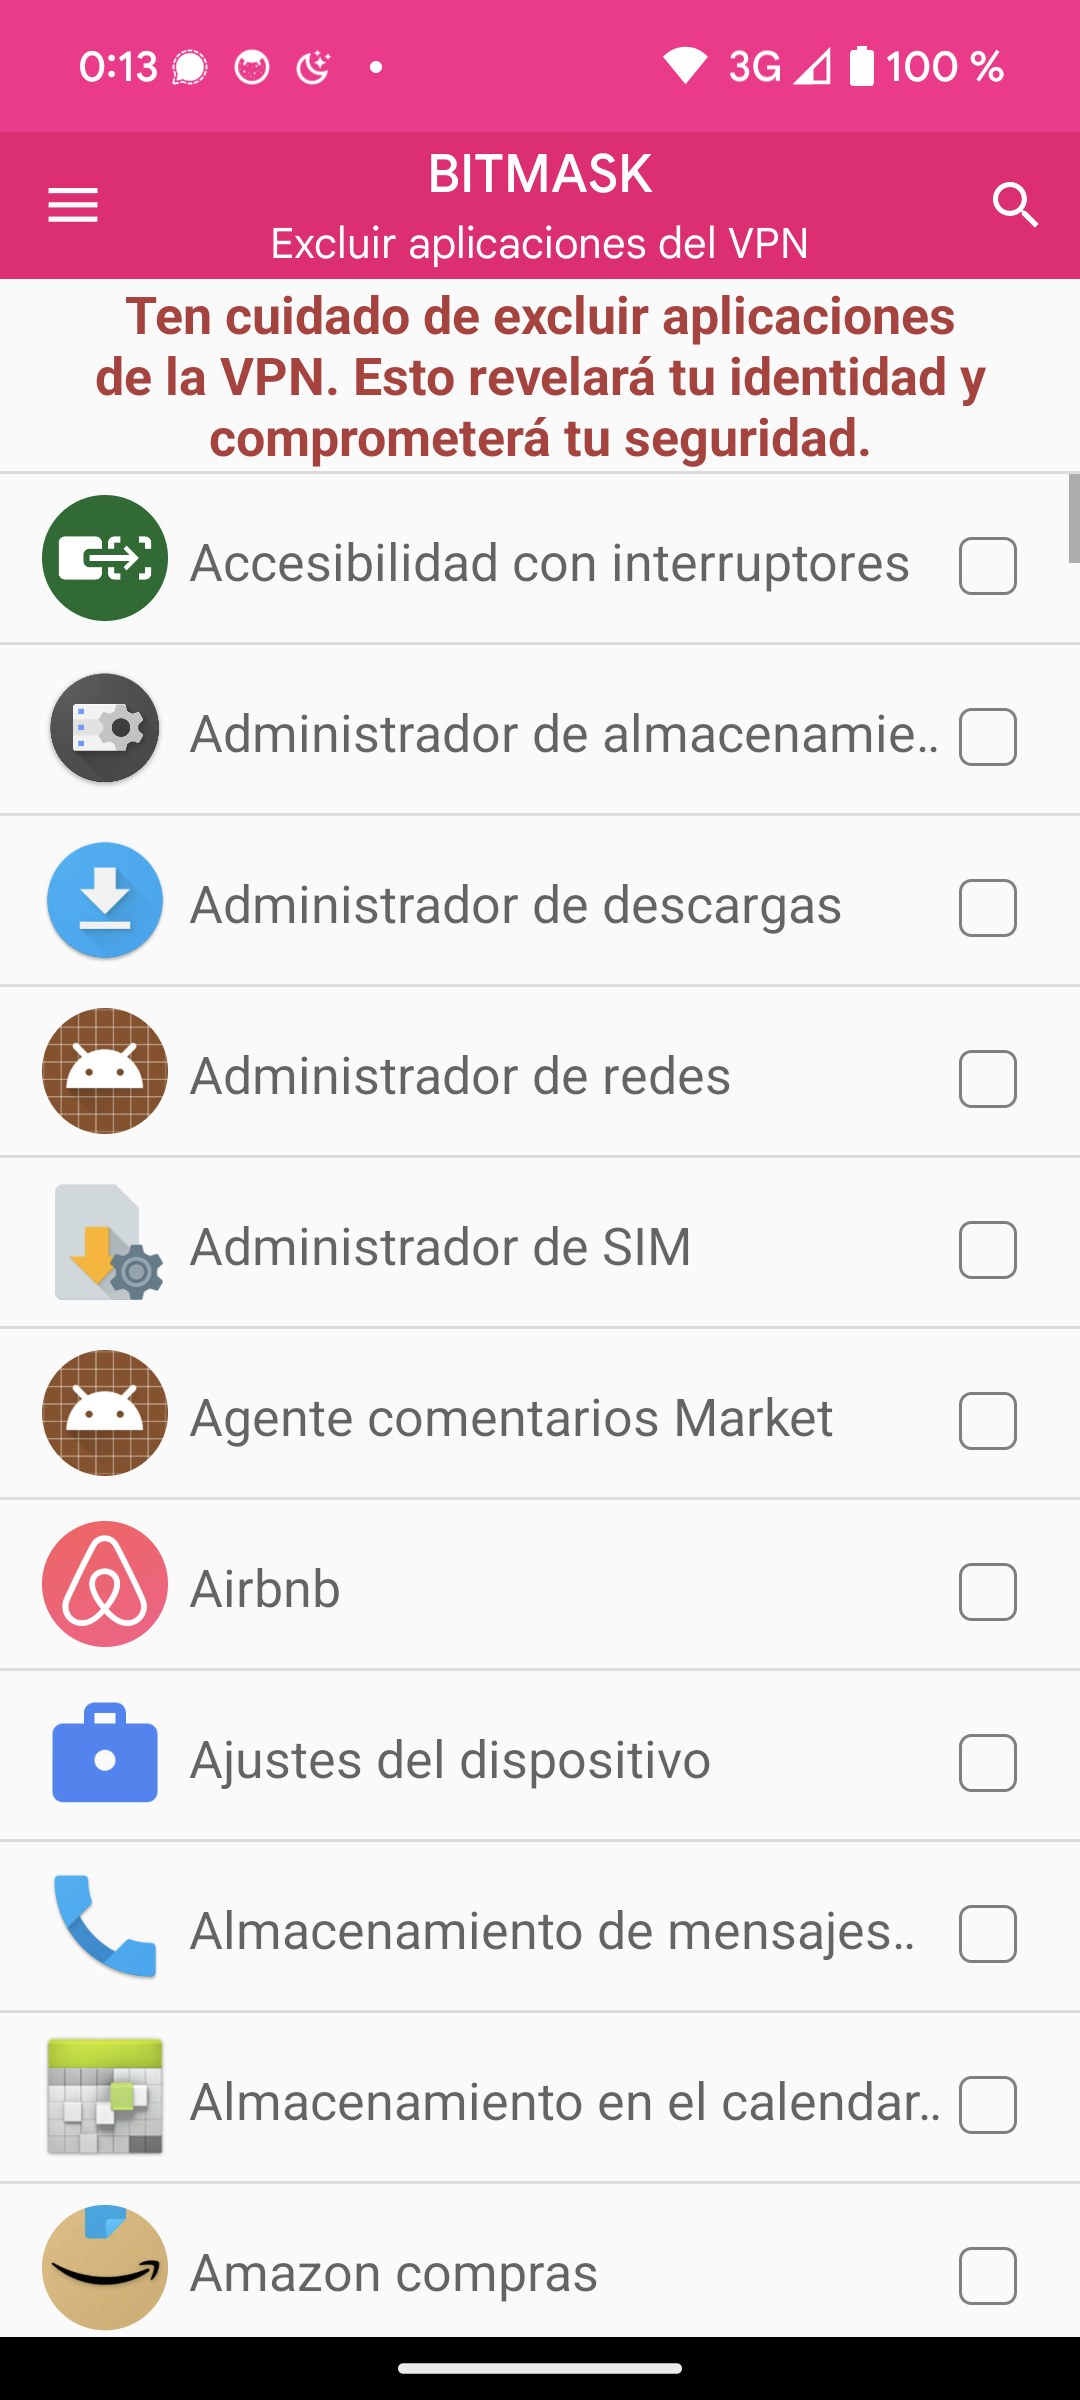 0:13
3G
100 %
BITMASK
Excluir aplicaciones del VPN
Ten cuidado de excluir aplicaciones
de la VPN. Esto revelará tu identidad y
comprometerá tu seguridad.
Accesibilidad con interruptores
Administrador de almacenamie..
Administrador de descargas
Administrador de redes
Administrador de SIM
Agente comentarios Market
Airbnb
Ajustes del dispositivo
Almacenamiento de mensajes..
Almacenamiento en el calendar..
Amazon compras